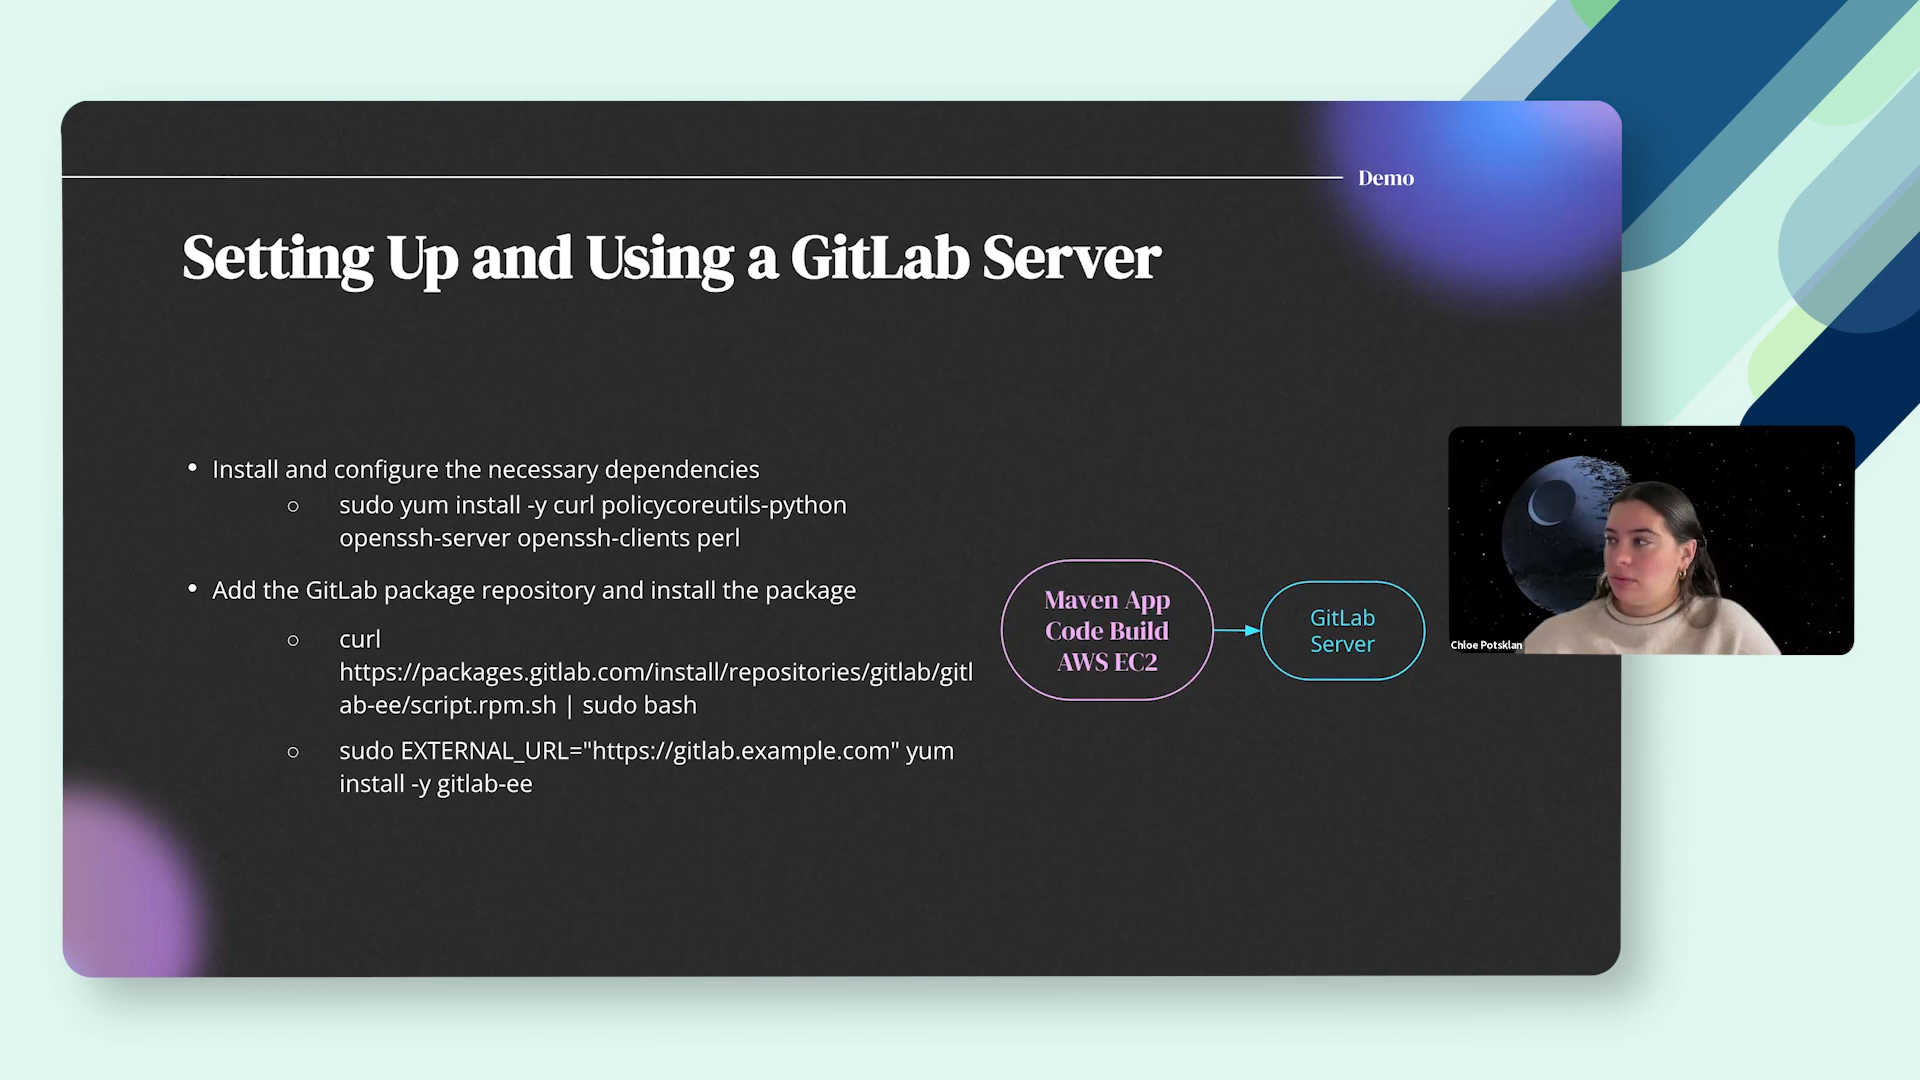 Demo
Setting Up and Using a GitLab Server
• Install and configure the necessary dependencies
○ sudo yum install -y curl policycoreutils-python
openssh-server openssh-clients perl
• Add the GitLab package repository and install the package
○ curl
https://packages.gitlab.com/install/repositories/gitlab/gitl
ab-ee/script.rpm.sh | sudo bash
○ sudo EXTERNAL_URL="https://gitlab.example.com" yum
install -y gitlab-ee
Maven App
Code Build
AWS EC2
GitLab
Server
Chloe Potsklan